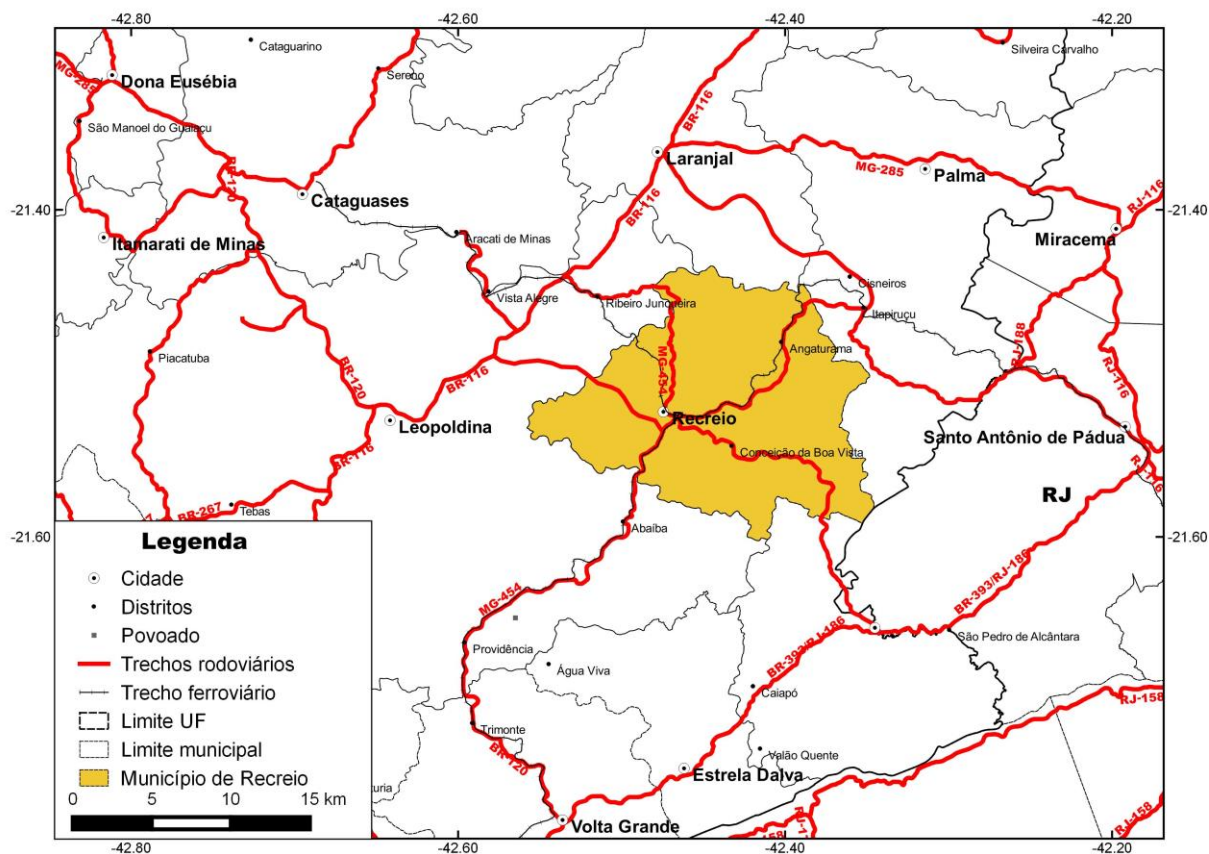 -42.80
-42.60
-42.40
-42.20
Cataguarino
Silveira Carvalho
MG-285
Dona Eusébia
Sereno
BR-116
São Manoel do Guaiaçu
Laranjal
BR-120
MG-285
Palma
Cataguases
BR-116
RJ-116
-21.40
-21.40
Itamarati de Minas
Aracati de Minas
Miracema
Cisneiros
Vista Alegre
Ribeiro Junqueira
Itapiruçu
Piacatuba
Angaturama
RJ-188
MG-454
BR-120
BR-116
RJ-116
Leopoldina
Recreio
Santo Antônio de Pádua
Conceição da Boa Vista
BR-116
RJ-116
BR-267
Tebas
RJ
Abaíba
-21.60
-21.60
Legenda
Cidade
Distritos
Povoado
Trechos rodoviários
Trecho ferroviário
Limite UF
Limite municipal
Município de Recreio
0 5 10 15 km
MG-454
BR-393/RJ-186
São Pedro de Alcântara
Providência
BR-393/RJ-186
Água Viva
Caiapó
RJ-158
Trimonte
BR-120
Valão Quente
Estrela Dalva
Volta Grande
RJ-158
-42.80
-42.60
-42.40
-42.20